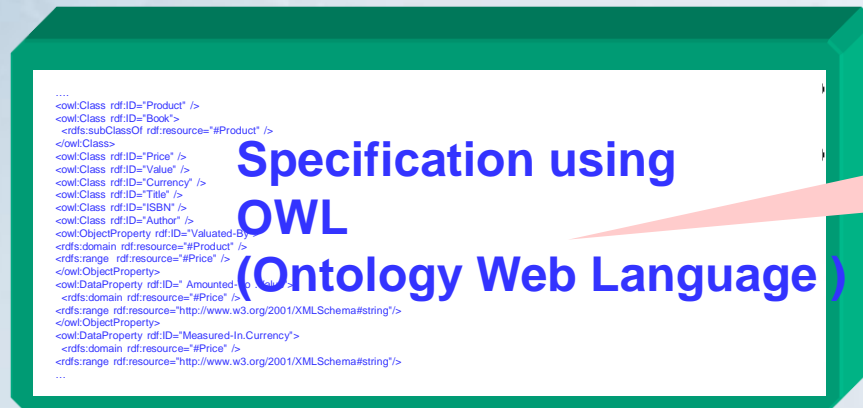 ....
<owl:Class rdf:ID="Product" />
<owl:Class rdf:ID="Book">
<rdfs:subClassOf rdf:resource="#Product" />
</owl:Class>
<owl:Class rdf:ID="Price" />
<owl:Class rdf:ID="Value" />
<owl:Class rdf:ID="Currency" />
<owl:Class rdf:ID="Title" />
<owl:Class rdf:ID="ISBN" />
<owl:Class rdf:ID="Author" />
<owl:ObjectProperty rdf:ID="Valuated-By">
<rdfs:domain rdf:resource="#Product" />
<rdfs:range rdf:resource="#Price" />
</owl:ObjectProperty>
<owl:DataProperty rdf:ID=" Amounted-
<rdfs:domain rdf:resource="#Price" />
<rdfs:range rdf:resource="http://www.w3.org/2001/XMLSchema#string"/>
</owl:ObjectProperty>
<owl:DataProperty rdf:ID="Measured-In.Currency">
<rdfs:domain rdf:resource="#Price" />
<rdfs:range rdf:resource="http://www.w3.org/2001/XMLSchema#string"/>
...
Specification using
OWL
(Ontology Web Language )